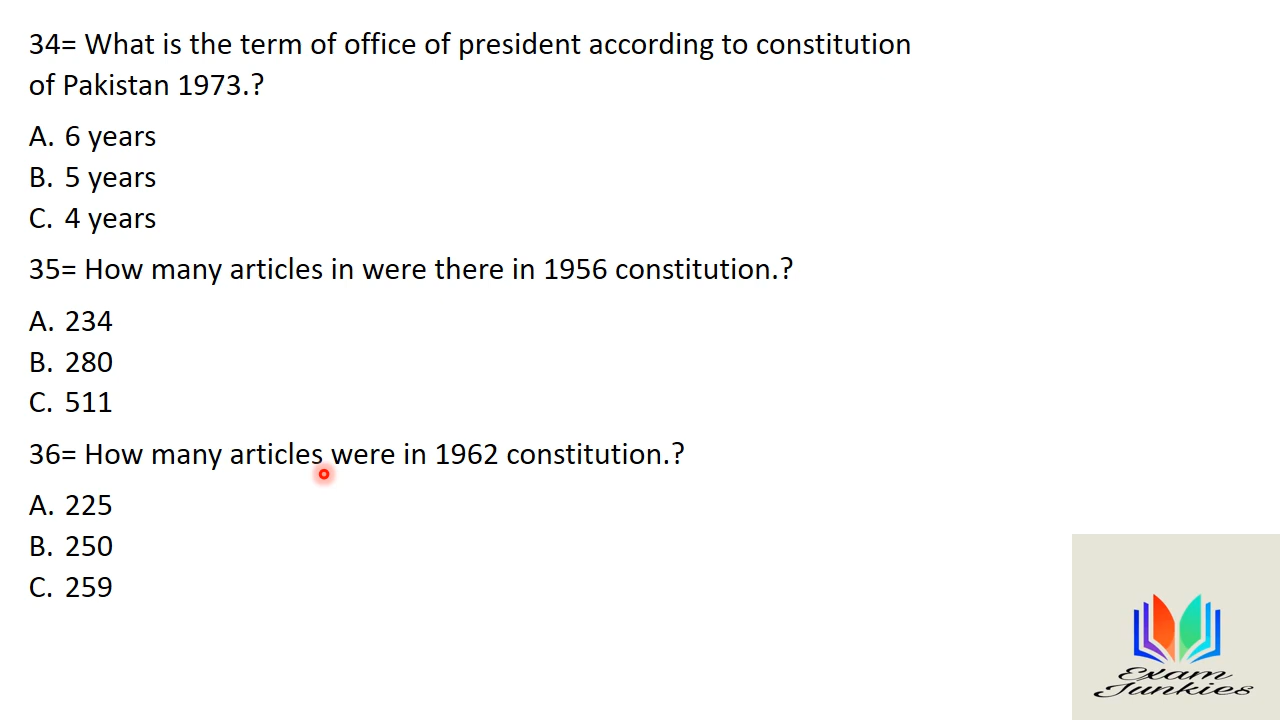 34= What is the term of office of president according to constitution
of Pakistan 1973.?
A. 6 years
B. 5 years
C. 4 years
35= How many articles in were there in 1956 constitution.?
A. 234
B. 280
C. 511
36= How many articles were in 1962 constitution.?
A. 225
B. 250
C. 259
Exam
Junkies